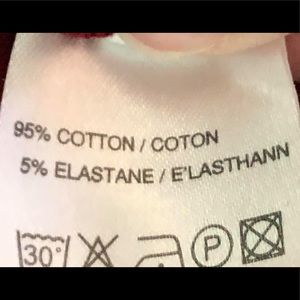 95% COTTON / COTON
5% ELASTANE / E'LASTHANN
30°
P